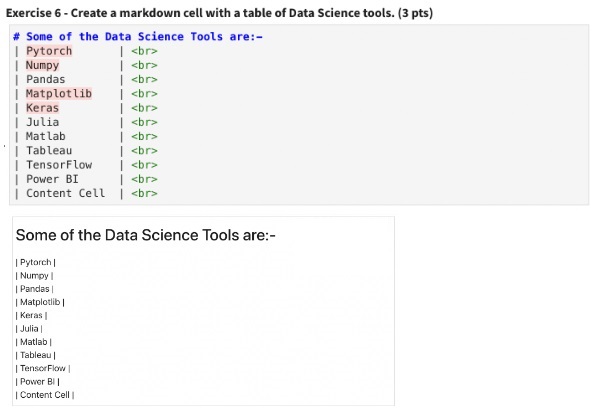 Exercise 6 - Create a markdown cell with a table of Data Science tools. (3 pts)
# Some of the Data Science Tools are:-
| Pytorch | <br>
| Numpy | <br>
| Pandas | <br>
| Matplotlib | <br>
| Keras | <br>
| Julia | <br>
| Matlab | <br>
| Tableau | <br>
| TensorFlow | <br>
| Power BI | <br>
| Content Cell | <br>
Some of the Data Science Tools are:-
| Pytorch |
| Numpy |
| Pandas |
| Matplotlib |
| Keras |
| Julia |
| Matlab |
| Tableau |
| TensorFlow |
| Power BI |
| Content Cell |